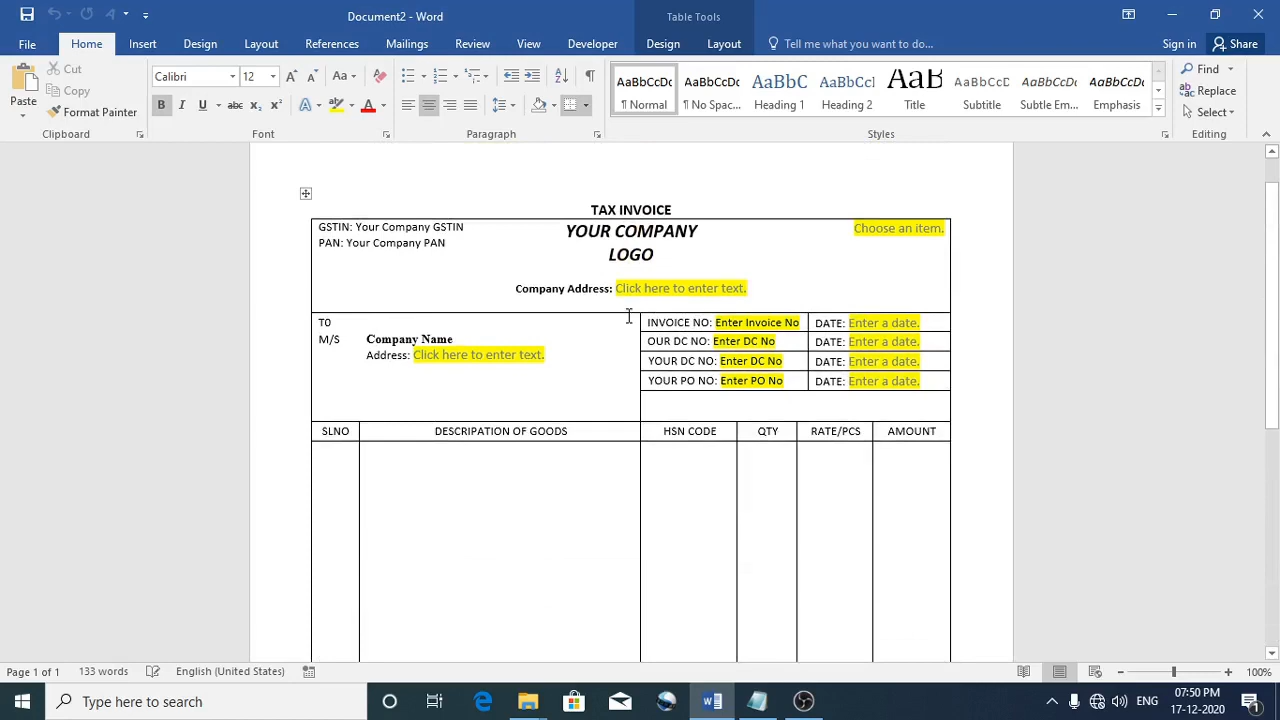 Document2 - Word
Table Tools
File Home Insert Design Layout References Mailings Review View Developer Design Layout Tell me what you want to do... Sign in Share
Cut
Copy
Format Painter
Paste
Calibri 12
Clipboard Font Paragraph Styles Editing
AaBbCcDc AaBbCcDc AaBbC AaBbCcC AaB AaBbCcD AaBbCcDc AaBbCcDc
¶ Normal ¶ No Spac... Heading Heading 2 Title Subtitle Subtle Em... Emphasis
Find
Replace
Select
TAX INVOICE
GSTIN: Your Company GSTIN
PAN: Your Company PAN
YOUR COMPANY
LOGO
Choose an item.
Company Address: Click here to enter text.
T0
M/S Company Name
Address: Click here to enter text.
INVOICE NO: Enter Invoice No DATE: Enter a date.
OUR DC NO: Enter DC No DATE: Enter a date.
YOUR DC NO: Enter DC No DATE: Enter a date.
YOUR PO NO: Enter PO No DATE: Enter a date.
SLNO DESCRIPATION OF GOODS HSN CODE QTY RATE/PCS AMOUNT
Page 1 of 1 133 words English (United States) 100%
Type here to search
ENG
07:50 PM
17-12-2020